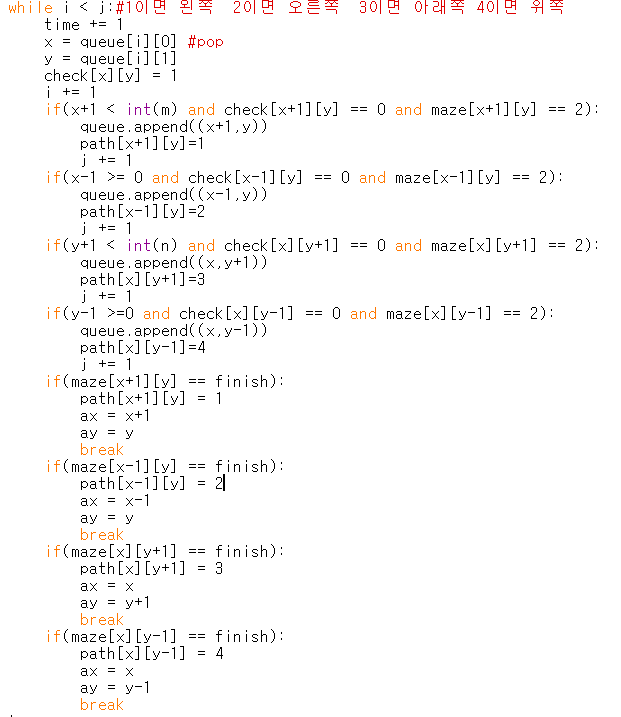 while i < j:#1이면 왼쪽  2이면 오른쪽  3이면 아래쪽 4이면 위쪽
    time += 1
    x = queue[i][0] #pop
    y = queue[i][1]
    check[x][y] = 1
    i += 1
    if(x+1 < int(m) and check[x+1][y] == 0 and maze[x+1][y] == 2):
        queue.append((x+1,y))
        path[x+1][y]=1
        j += 1
    if(x-1 >= 0 and check[x-1][y] == 0 and maze[x-1][y] == 2):
        queue.append((x-1,y))
        path[x-1][y]=2
        j += 1
    if(y+1 < int(n) and check[x][y+1] == 0 and maze[x][y+1] == 2):
        queue.append((x,y+1))
        path[x][y+1]=3
        j += 1
    if(y-1 >=0 and check[x][y-1] == 0 and maze[x][y-1] == 2):
        queue.append((x,y-1))
        path[x][y-1]=4
        j += 1
    if(maze[x+1][y] == finish):
        path[x+1][y] = 1
        ax = x+1
        ay = y
        break
    if(maze[x-1][y] == finish):
        path[x-1][y] = 2
        ax = x-1
        ay = y
        break
    if(maze[x][y+1] == finish):
        path[x][y+1] = 3
        ax = x
        ay = y+1
        break
    if(maze[x][y-1] == finish):
        path[x][y-1] = 4
        ax = x
        ay = y-1
        break